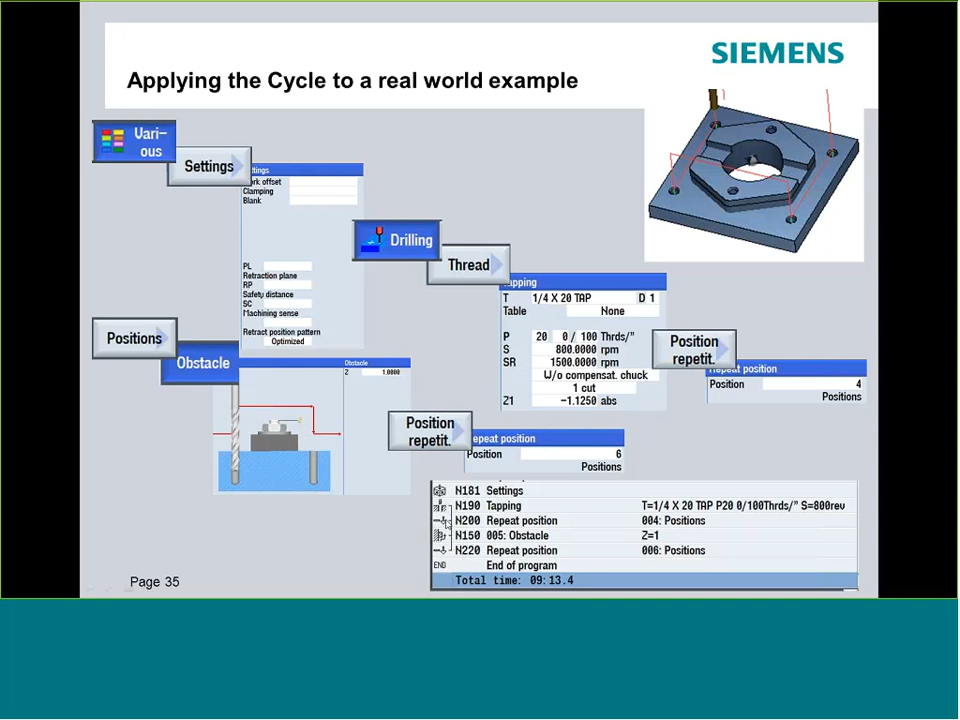 SIEMENS
Applying the Cycle to a real world example
Vari-
ous
Settings
Clamping
Blank
PL
Retraction plane
RP
Safety distance
SC
Machining sense
Retract position pattern
Optimized
Drilling
Thread
Tapping
T 1/4 X 20 TAP D 1
Table None
P 20 0/ 100 Thrds/"
S 800.0000 rpm
SR 1500.0000 rpm
W/o compensat. chuck
1 cut
Z1 -1.1250 abs
Position
repetit.
Repeat position
Position 4
Positions
Positions
Obstacle
Obstacle
Z 1.0000
Position
repetit.
epeat position
Position 6
Positions
N181 Settings
N190 Tapping T=1/4 X 20 TAP P20 0/100Thrds/" S=800rev
N200 Repeat position 004: Positions
N150 005: Obstacle Z=1
N220 Repeat position 006: Positions
END End of program
Total time: 09:13.4
Page 35